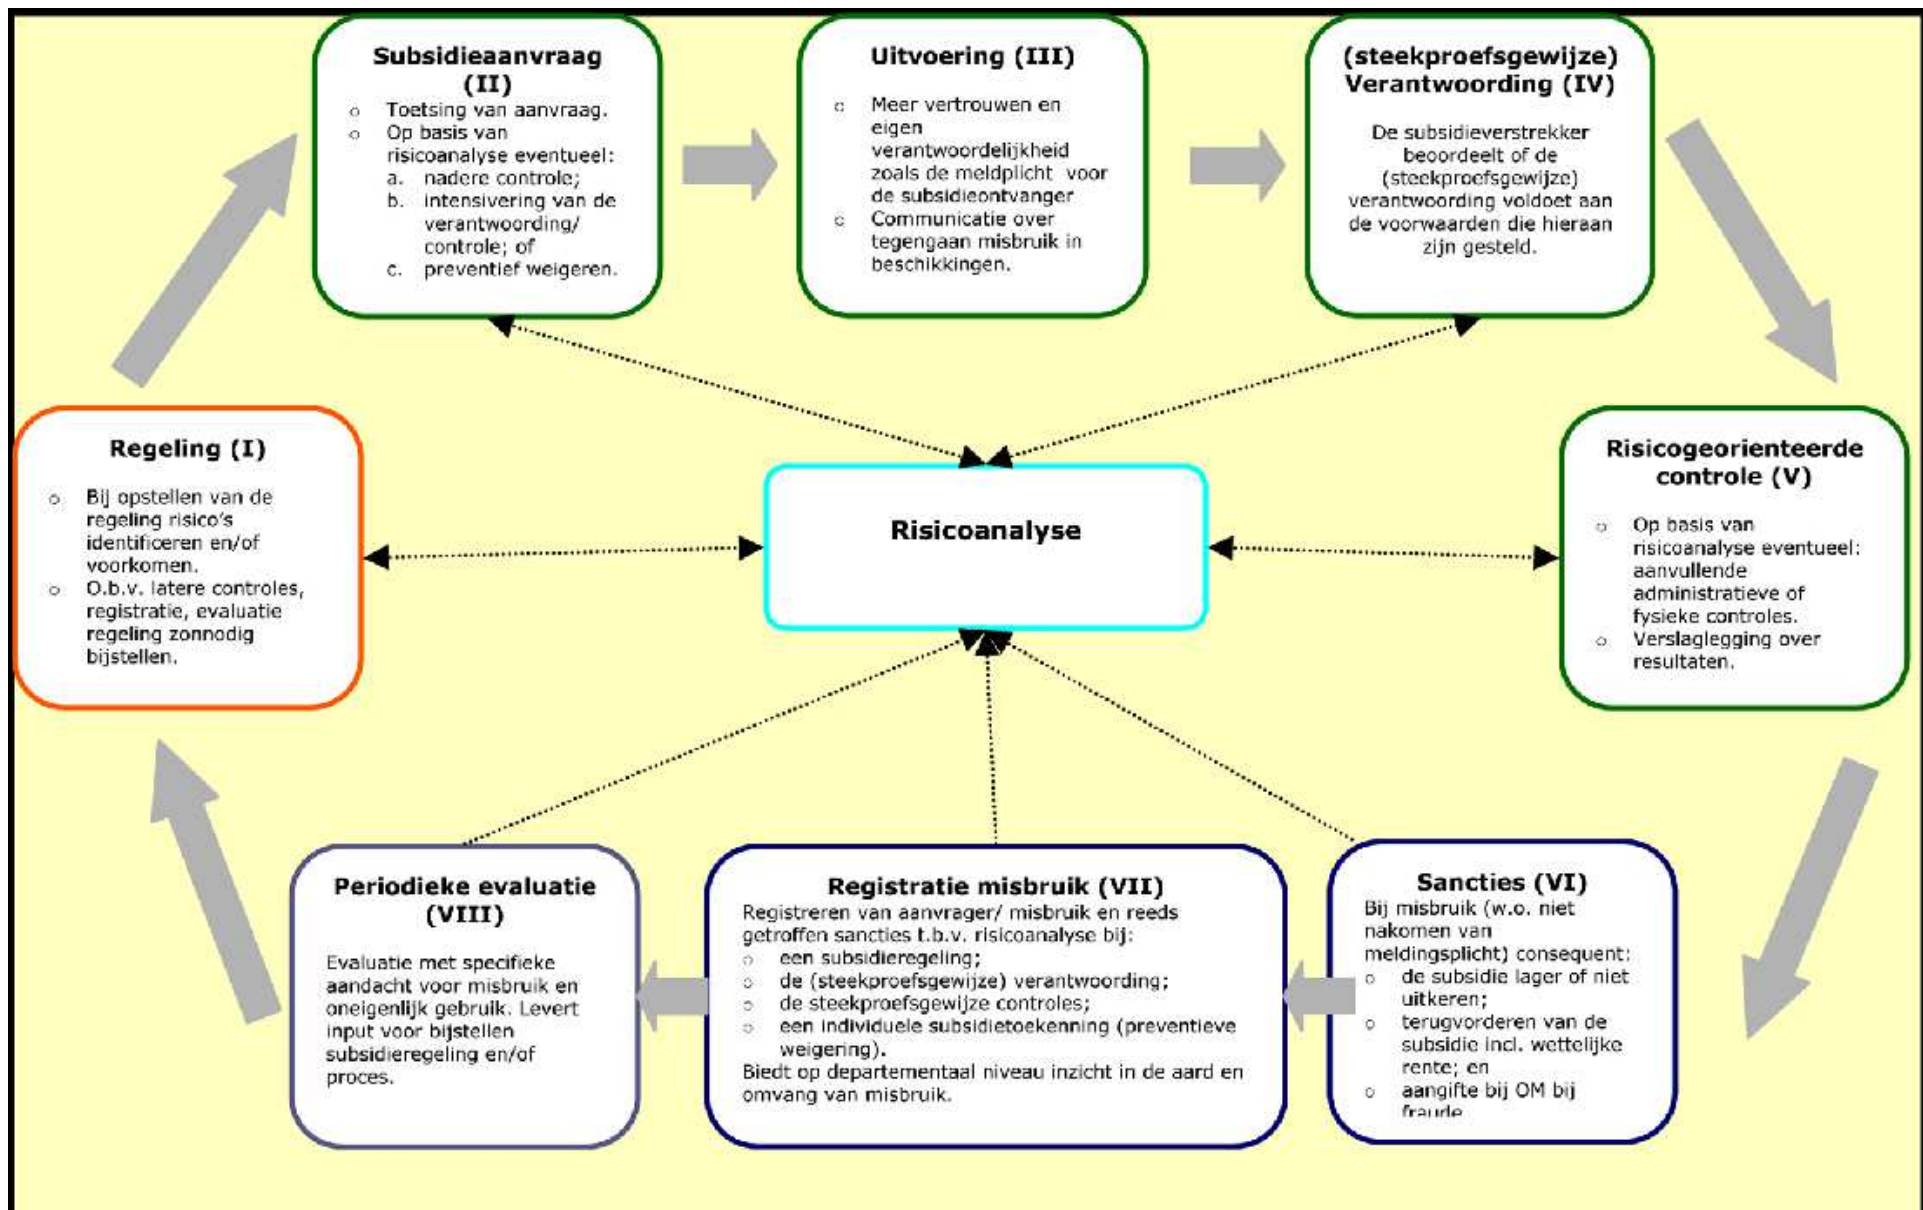 Subsidieaanvraag
(II)
o Toetsing van aanvraag.
o Op basis van
risicoanalyse eventueel:
a. nadere controle;
b. intensivering van de
verantwoording/
controle; of
c. preventief weigeren.
Uitvoering (III)
o Meer vertrouwen en
eigen
verantwoordelijkheid
zoals de meldplicht voor
de subsidieontvanger
o Communicatie over
tegengaan misbruik in
beschikkingen.
(steekproefsgewijze)
Verantwoording (IV)
De subsidieverstrekker
beoordeelt of de
(steekproefsgewijze)
verantwoording voldoet aan
de voorwaarden die hieraan
zijn gesteld.
Regeling (I)
o Bij opstellen van de
regeling risico's
identificeren en/of
voorkomen.
o O.b.v. latere controles,
registratie, evaluatie
regeling zonnodig
bijstellen.
Risicoanalyse
Risicogeorienteerde
controle (V)
o Op basis van
risicoanalyse eventueel:
aanvullende
administratieve of
fysieke controles.
o Verslaglegging over
resultaten.
Periodieke evaluatie
(VIII)
Evaluatie met specifieke
aandacht voor misbruik en
oneigenlijk gebruik. Levert
input voor bijstellen
subsidieregeling en/of
proces.
Registratie misbruik (VII)
Registreren van aanvrager/ misbruik en reeds
getroffen sancties t.b.v. risicoanalyse bij:
o een subsidieregeling;
o de (steekproefsgewijze) verantwoording;
o de steekproefsgewijze controles;
o een individuele subsidietoekenning (preventieve
weigering).
Biedt op departementaal niveau inzicht in de aard en
omvang van misbruik.
Sancties (VI)
Bij misbruik (w.o. niet
nakomen van
meldingsplicht) consequent:
o de subsidie lager of niet
uitkeren;
o terugvorderen van de
subsidie incl. wettelijke
rente; en
o aangifte bij OM bij
fraude